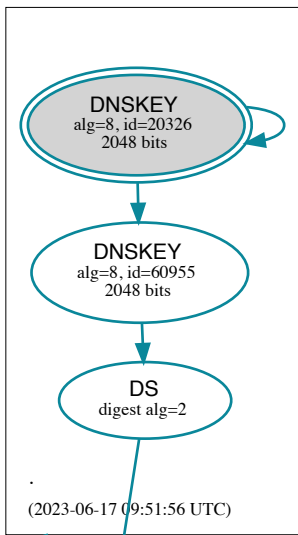 DNSKEY
alg=8, id=20326
2048 bits
DNSKEY
alg=8, id=60955
2048 bits
DS
digest alg=2
.
(2023-06-17 09:51:56 UTC)